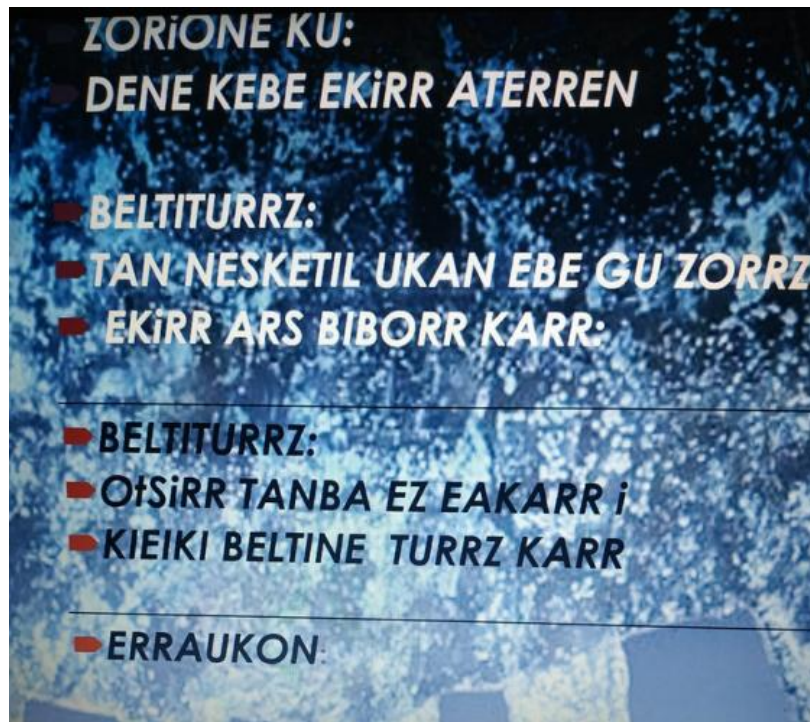 ZORiONE KU:
DENE KEBE EKiRR ATERREN
BELTITURRZ:
TAN NESKETIL UKAN EBE GU ZORRZ
EKiRR ARS BIBORR KARR:
BELTITURRZ:
OtSiRR TANBA EZ EAKARR i
KIEIKI BELTINE TURRZ KARR
ERRAUKON: